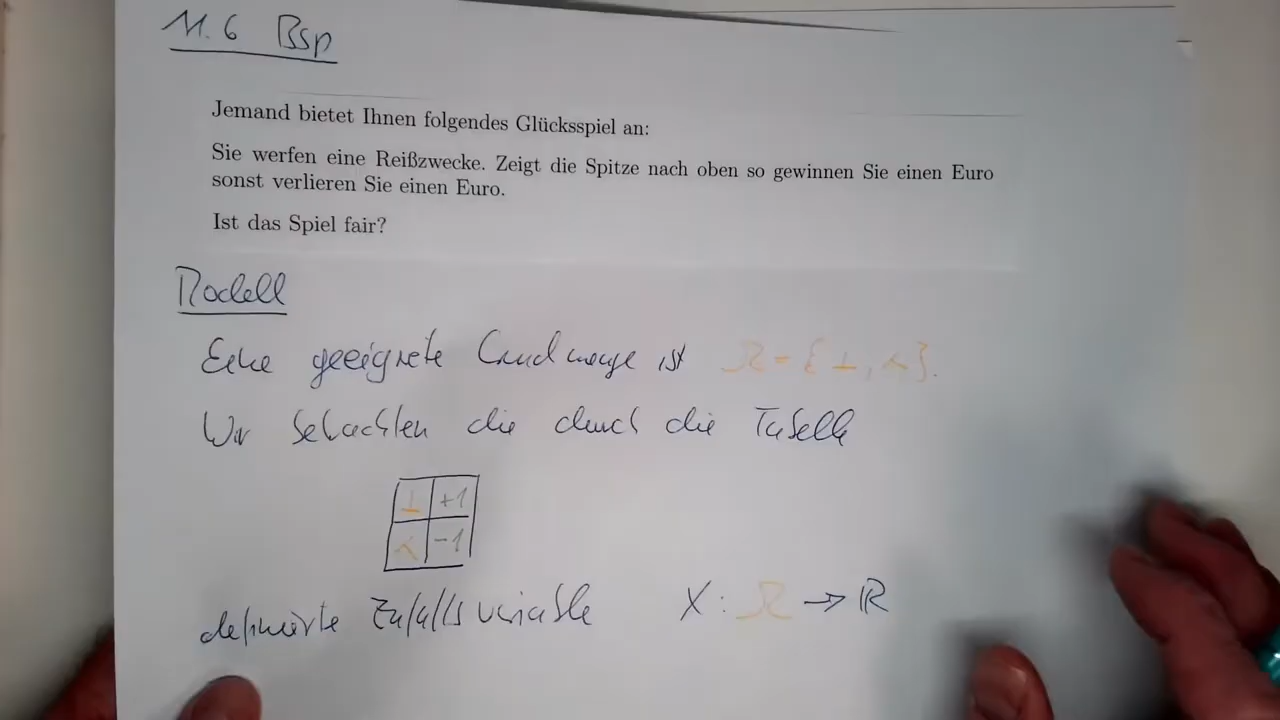 11.6 Bsp
Jemand bietet Ihnen folgendes Glücksspiel an:
Sie werfen eine Reißzwecke. Zeigt die Spitze nach oben so gewinnen Sie einen Euro
sonst verlieren Sie einen Euro.
Ist das Spiel fair?
Modell
Eine geeignete Grundmenge ist Ω = {⊥, ⋌}.
Wir betrachten die durch die Tabelle
⊥ +1
⋌ -1
definierte Zufallsvariable X : Ω → ℝ